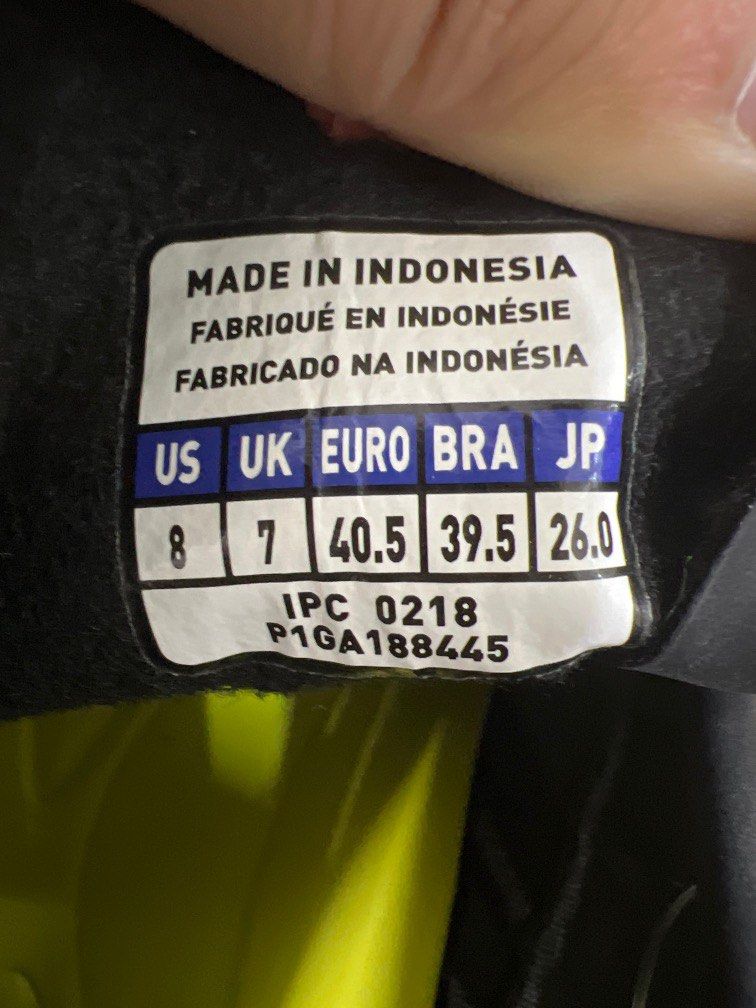 MADE IN INDONESIA
FABRIQUÉ EN INDONÉSIE
FABRICADO NA INDONÉSIA
US UK EURO BRA JP
8 7 40.5 39.5 26.0
IPC 0218
P1GA188445